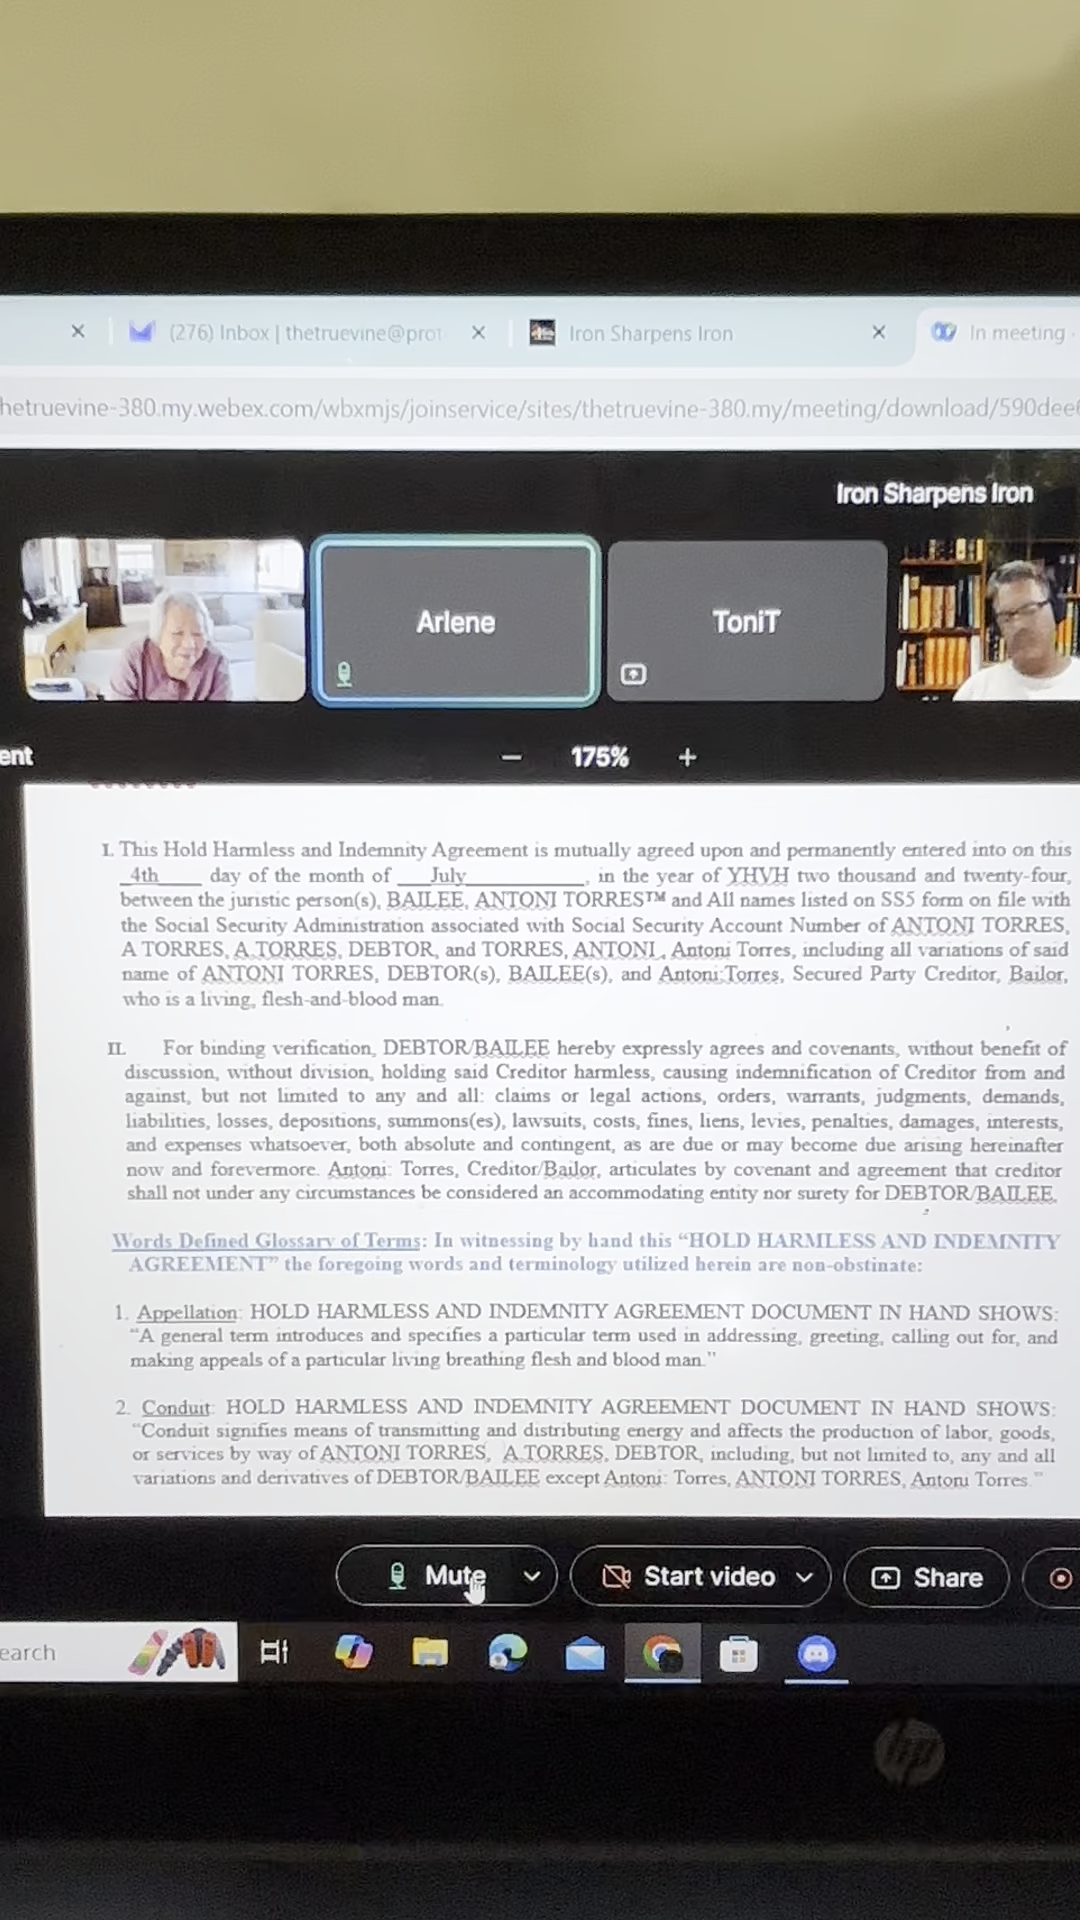 (276) Inbox | thetruevine@prot
Iron Sharpens Iron
In meeting
hetruevine-380.my.webex.com/wbxmjs/joinservice/sites/thetruevine-380.my/meeting/download/590dee6
Iron Sharpens Iron
Arlene
ToniT
ent
175%
I. This Hold Harmless and Indemnity Agreement is mutually agreed upon and permanently entered into on this
_4th____ day of the month of ___July___________, in the year of YHVH two thousand and twenty-four,
between the juristic person(s), BAILEE, ANTONI TORRES™ and All names listed on SS5 form on file with
the Social Security Administration associated with Social Security Account Number of ANTONI TORRES,
A TORRES, A.TORRES, DEBTOR, and TORRES, ANTONI., Antoni Torres, including all variations of said
name of ANTONI TORRES, DEBTOR(s), BAILEE(s), and Antoni:Torres, Secured Party Creditor, Bailor,
who is a living, flesh-and-blood man.
II. For binding verification, DEBTOR/BAILEE hereby expressly agrees and covenants, without benefit of
discussion, without division, holding said Creditor harmless, causing indemnification of Creditor from and
against, but not limited to any and all: claims or legal actions, orders, warrants, judgments, demands,
liabilities, losses, depositions, summons(es), lawsuits, costs, fines, liens, levies, penalties, damages, interests,
and expenses whatsoever, both absolute and contingent, as are due or may become due arising hereinafter
now and forevermore. Antoni: Torres, Creditor/Bailor, articulates by covenant and agreement that creditor
shall not under any circumstances be considered an accommodating entity nor surety for DEBTOR/BAILEE.
Words Defined Glossary of Terms: In witnessing by hand this “HOLD HARMLESS AND INDEMNITY
AGREEMENT” the foregoing words and terminology utilized herein are non-obstinate:
1. Appellation: HOLD HARMLESS AND INDEMNITY AGREEMENT DOCUMENT IN HAND SHOWS:
“A general term introduces and specifies a particular term used in addressing, greeting, calling out for, and
making appeals of a particular living breathing flesh and blood man.”
2. Conduit: HOLD HARMLESS AND INDEMNITY AGREEMENT DOCUMENT IN HAND SHOWS:
“Conduit signifies means of transmitting and distributing energy and affects the production of labor, goods,
or services by way of ANTONI TORRES, A.TORRES, DEBTOR, including, but not limited to, any and all
variations and derivatives of DEBTOR/BAILEE except Antoni: Torres, ANTONI TORRES, Antoni Torres.”
Mute
Start video
Share
earch
hp